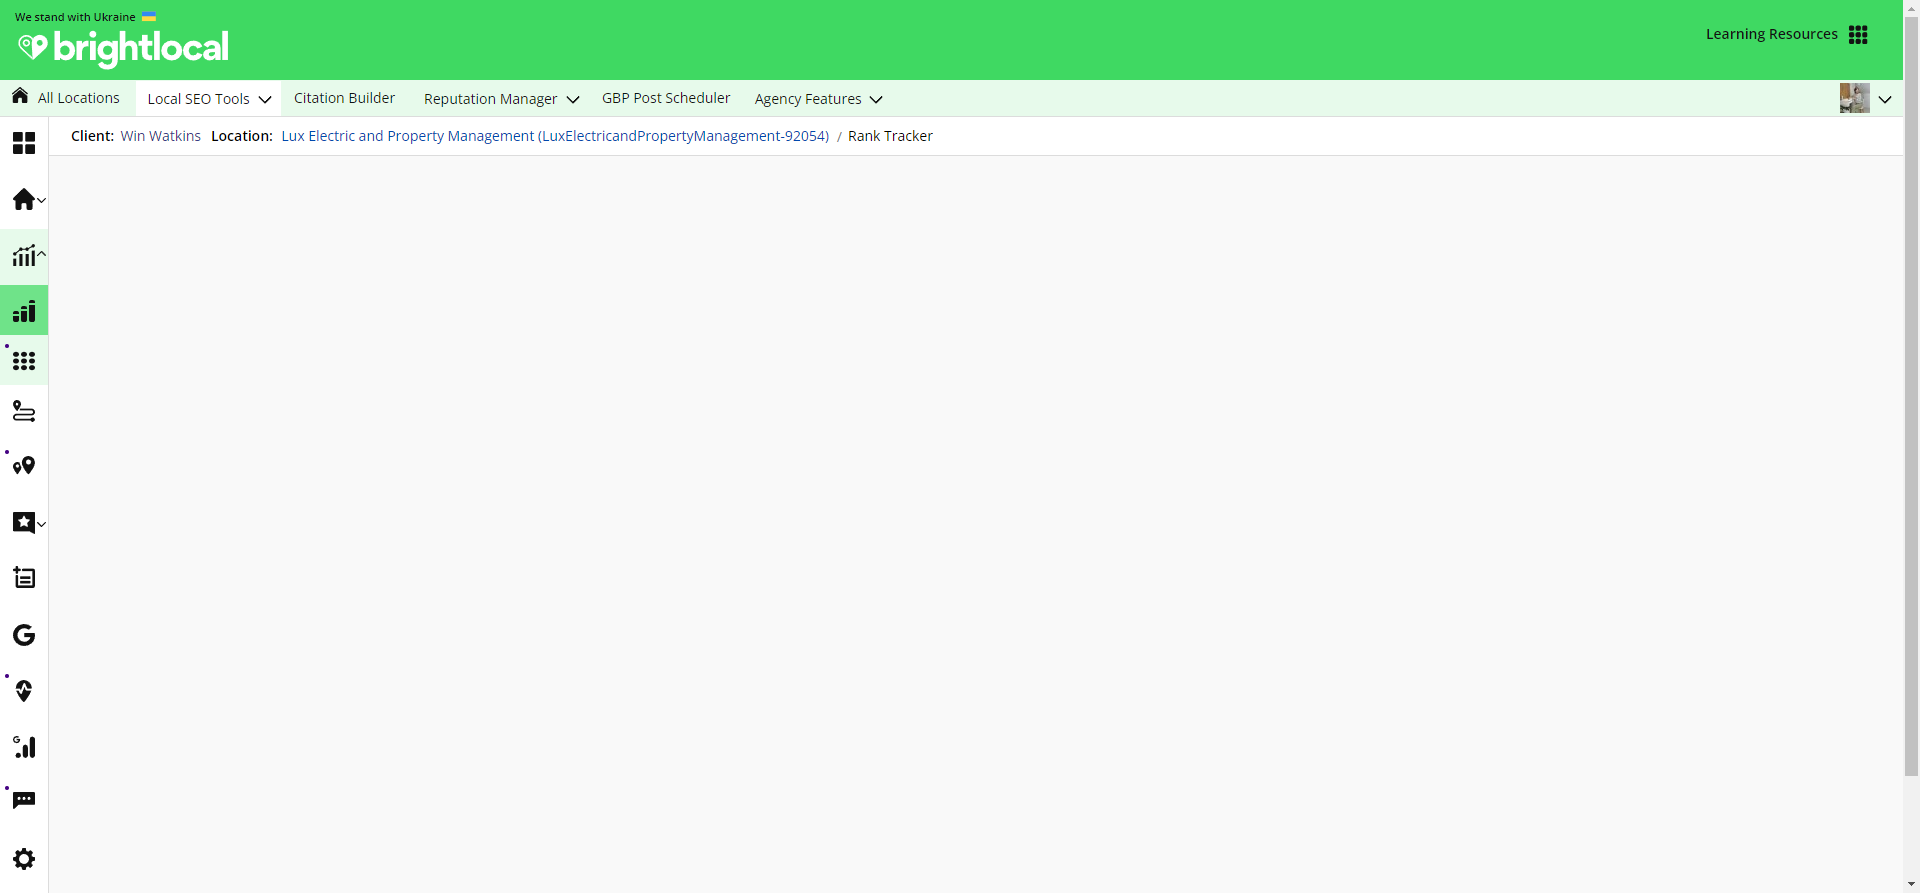 We stand with Ukraine
brightlocal
Learning Resources
All Locations
Local SEO Tools
Citation Builder
Reputation Manager
GBP Post Scheduler
Agency Features
Client: Win Watkins Location: Lux Electric and Property Management (LuxElectricandPropertyManagement-92054) / Rank Tracker